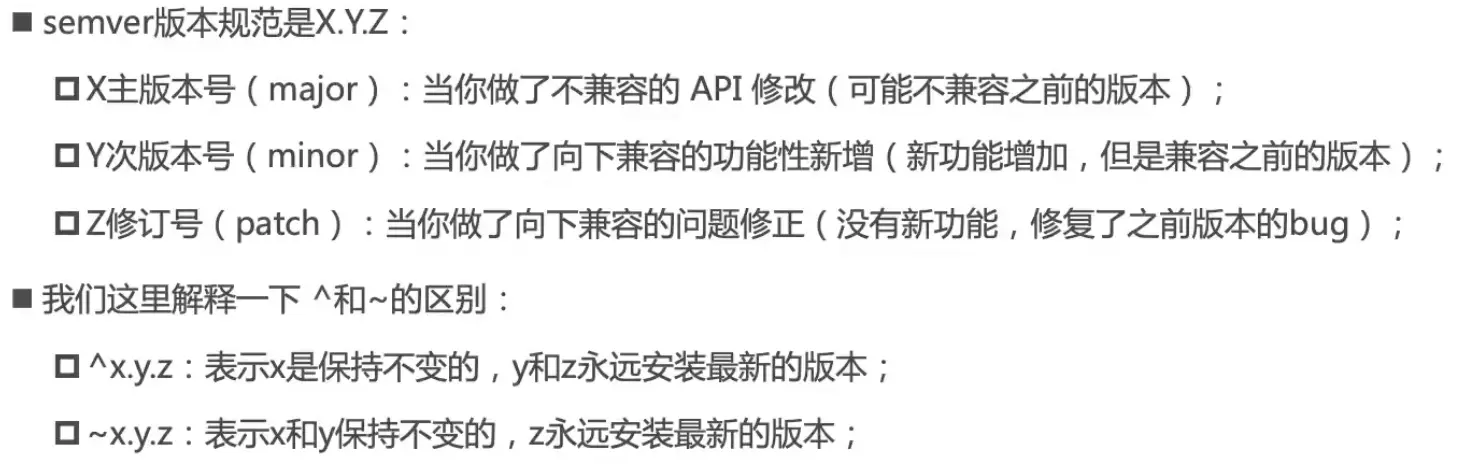 ■ semver版本规范是X.Y.Z：
X主版本号（major）：当你做了不兼容的 API 修改（可能不兼容之前的版本）；
Y次版本号（minor）：当你做了向下兼容的功能性新增（新功能增加，但是兼容之前的版本）；
Z修订号（patch）：当你做了向下兼容的问题修正（没有新功能，修复了之前版本的bug）；
■ 我们这里解释一下 ^和~的区别：
^x.y.z：表示x是保持不变的，y和z永远安装最新的版本；
~x.y.z：表示x和y保持不变的，z永远安装最新的版本；